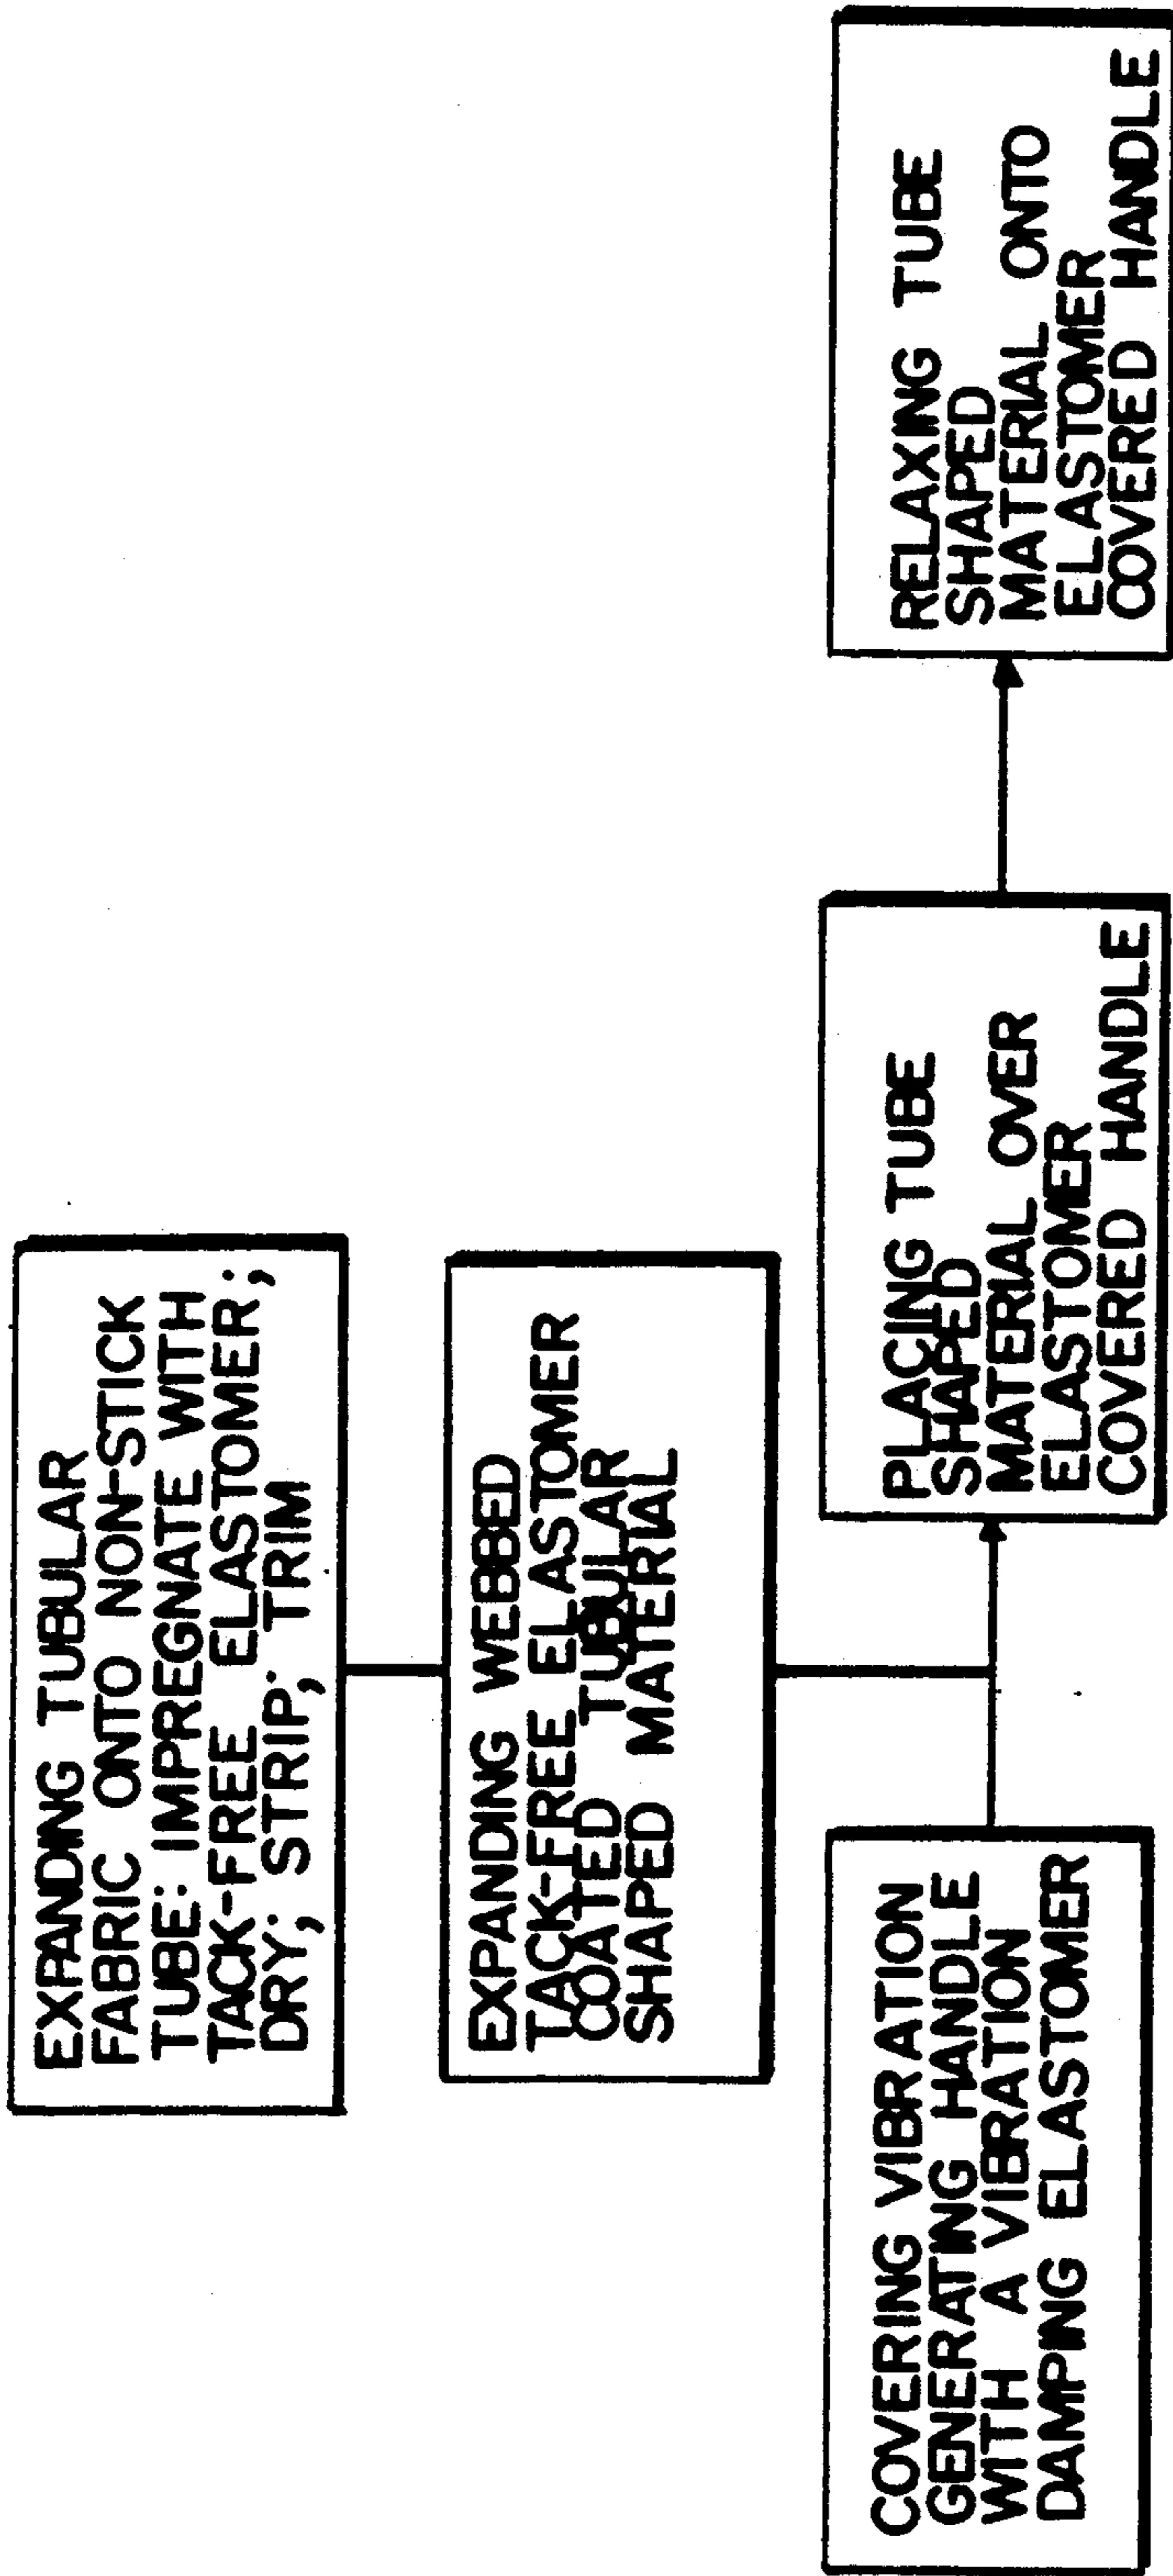 EXPANDING TUBULAR
FABRIC ONTO NON-STICK
TUBE: IMPREGNATE WITH
TACK-FREE ELASTOMER;
DRY; STRIP; TRIM
EXPANDING WEBBED
TACK-FREE ELASTOMER
COATED TUBULAR
SHAPED MATERIAL
COVERING VIBRATION
GENERATING HANDLE
WITH A VIBRATION
DAMPING ELASTOMER
PLACING TUBE
SHAPED
MATERIAL OVER
ELASTOMER
COVERED HANDLE
RELAXING TUBE
SHAPED
MATERIAL ONTO
ELASTOMER
COVERED HANDLE